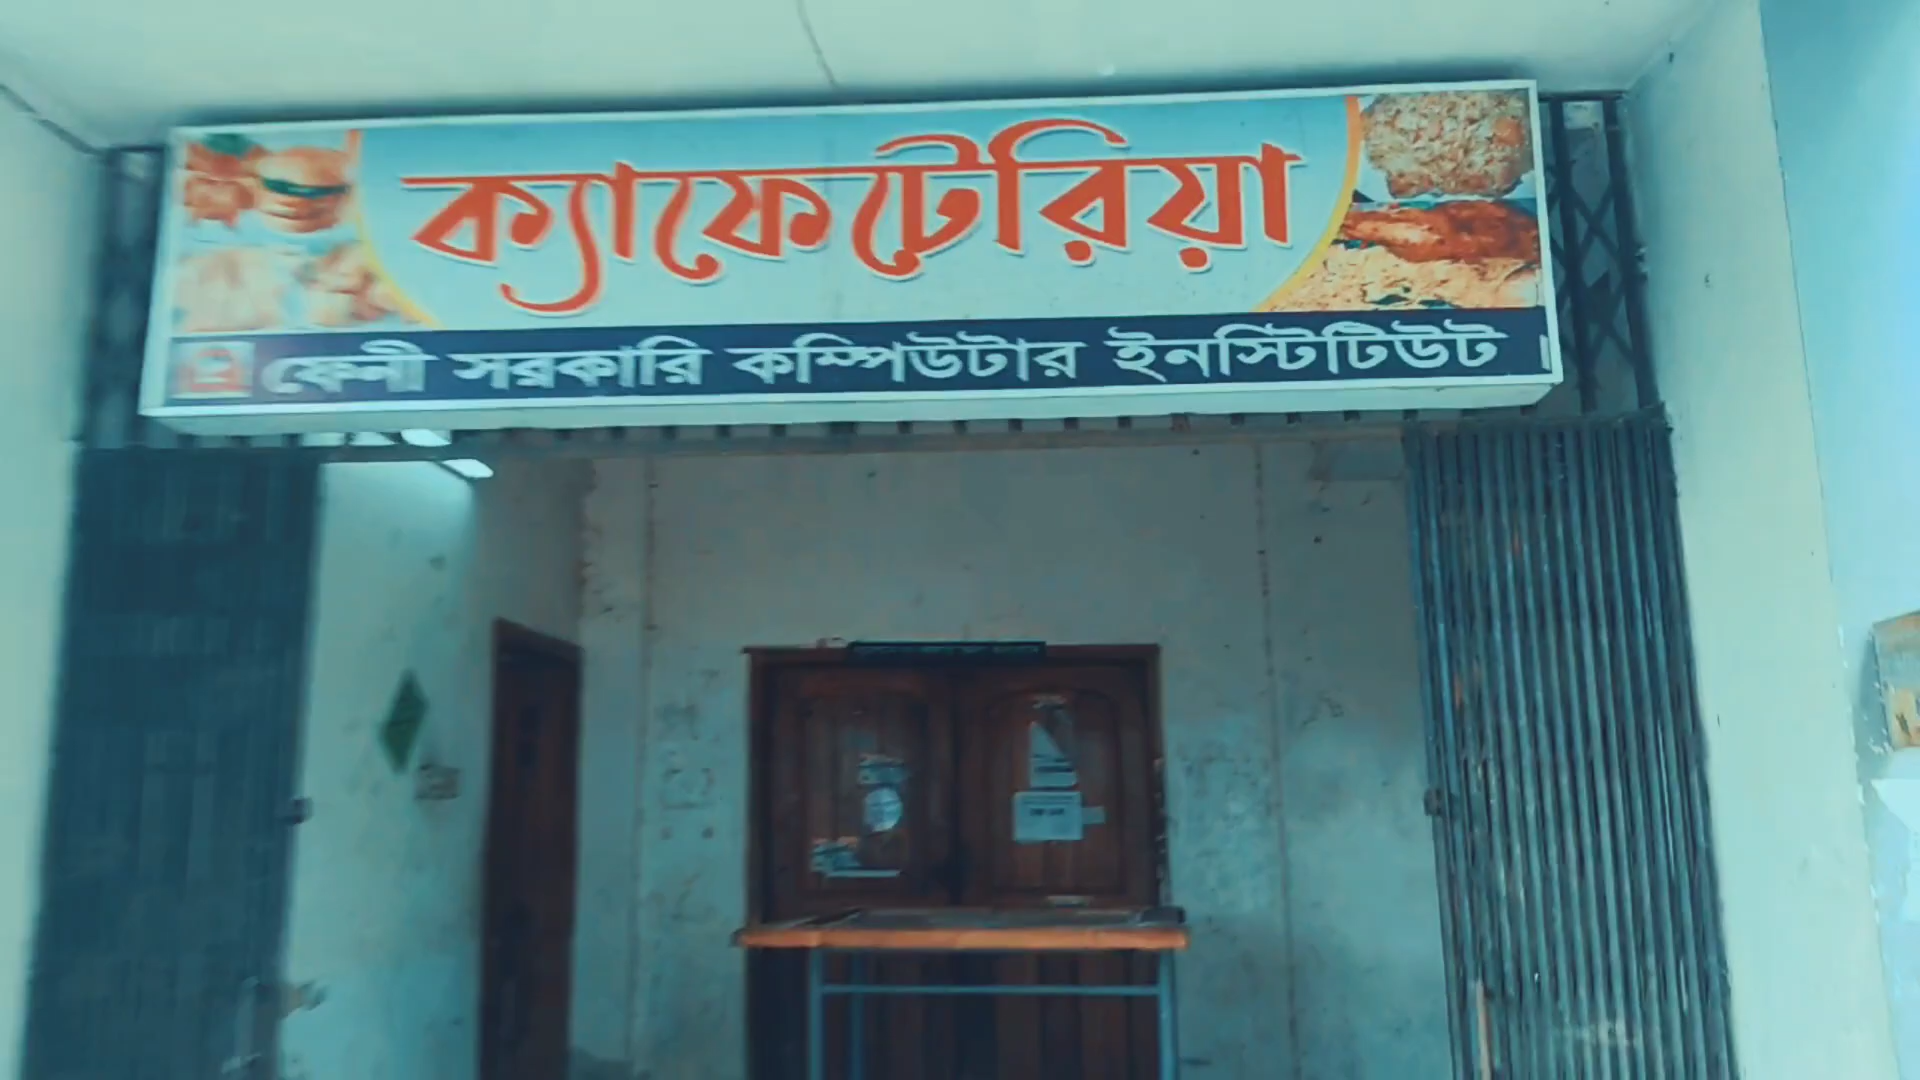 ক্যাফেটেরিয়া
ফেনী সরকারি কম্পিউটার ইনস্টিটিউট